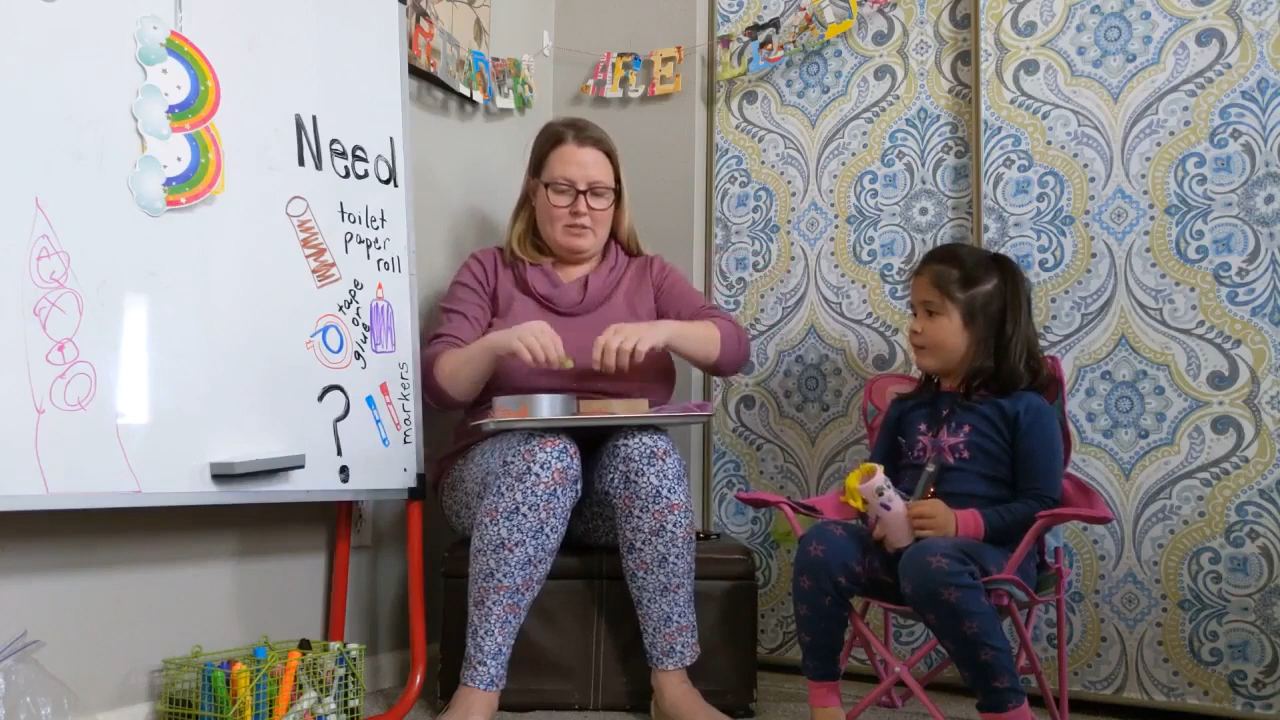 ARE
B
Need
toilet
paper
roll
tape
or
glue
?
markers